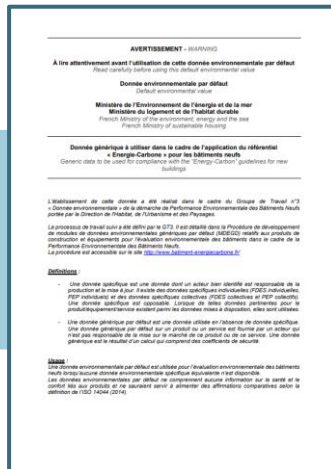 AVERTISSEMENT - WARNING
À lire attentivement avant l'utilisation de cette donnée environnementale par défaut
Read carefully before using this default environmental value
Donnée environnementale par défaut
Default environmental value
Ministère de l'Environnement de l'énergie et de la mer
Ministère du logement et de l'habitat durable
French Ministry of the environment, energy and the sea
French Ministry of sustainable housing
Donnée générique à utiliser dans le cadre de l'application du référentiel
« Energie-Carbone » pour les bâtiments neufs
Generic data to be used for compliance with the "Energy-Carbon" guidelines for new
buildings
L'établissement de cette donnée a été réalisé dans le cadre du Groupe de Travail n°3
« Donnée environnementale » de la démarche de Performance Environnementale des Bâtiments Neufs
portée par la Direction de l'Habitat, de l'Urbanisme et des Paysages.
Le processus de travail suivi a été défini par le GT3. Il est détaillé dans la Procédure de développement
de modules de données environnementales génériques par défaut (MDEGD) relatifs aux produits de
construction et équipements pour l'évaluation environnementale des bâtiments dans le cadre de la
Performance Environnementale des Bâtiments Neufs.
La procédure est accessible sur le site http://www.batiment-energiecarbone.fr/
Définitions :
- Une donnée spécifique est une donnée dont un acteur bien identifié est responsable de la
production et la mise à jour. Il existe des données spécifiques individuelles (FDES individuelles,
PEP individuels) et des données spécifiques collectives (FDES collectives et PEP collectifs).
Une donnée spécifique est opposable. Lorsque de telles données pertinentes pour le
produit/équipement/service existent parmi les données mises à disposition, elles sont utilisées.
- Une donnée générique par défaut est une donnée utilisée en l'absence de donnée spécifique.
Une donnée générique par défaut sur un produit ou un service est fournie par un acteur qui
n'est pas responsable de la mise sur le marché de ce produit ou de ce service. Une donnée
générique est le résultat d'un calcul qui comprend des coefficients de sécurité.
Usage :
Une donnée environnementale par défaut est utilisée pour l'évaluation environnementale des bâtiments
neufs lorsqu'aucune donnée environnementale spécifique équivalente n'est disponible.
Les données environnementales par défaut ne comprennent aucune information sur la santé et le
confort liés aux produits et ne sauraient servir à alimenter des affirmations comparatives selon la
définition de l'ISO 14044 (2014).